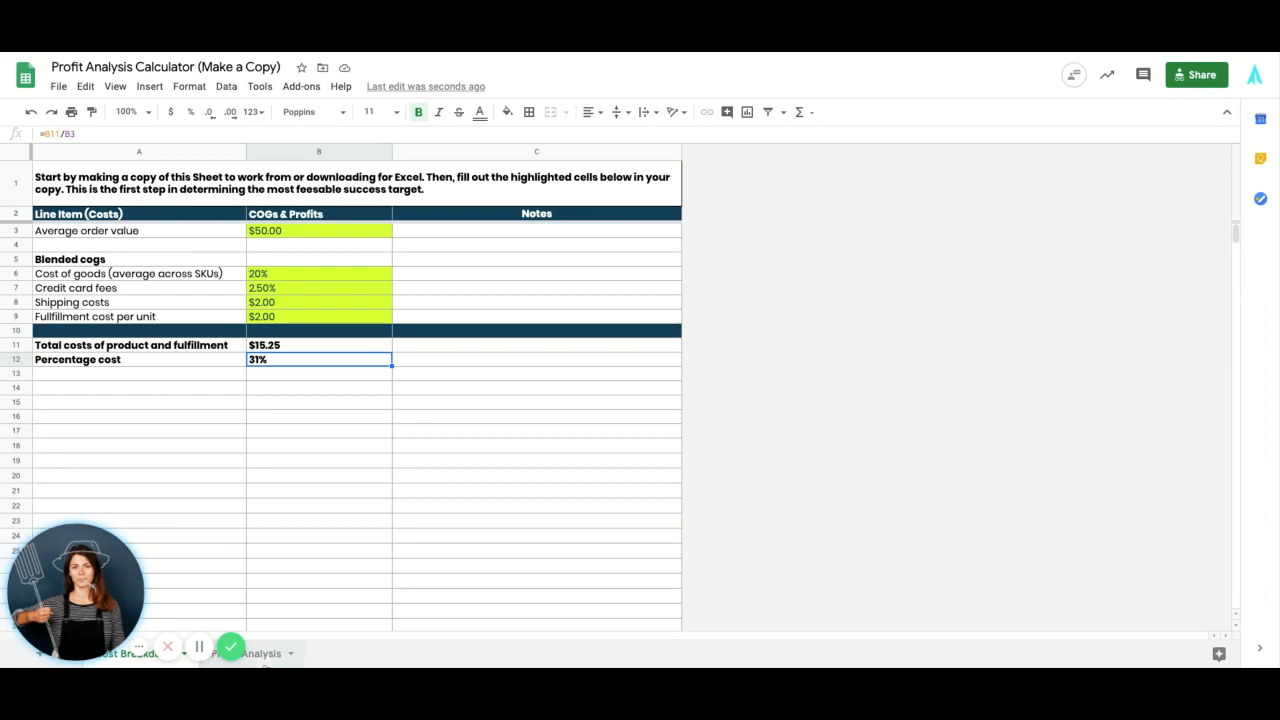 Profit Analysis Calculator (Make a Copy)
File Edit View Insert Format Data Tools Add-ons Help Last edit was seconds ago
Share
100% $ % .0 .00 123 Poppins 11 B I S A
fx =B11/B3
A B C
1 Start by making a copy of this Sheet to work from or downloading for Excel. Then, fill out the highlighted cells below in your
copy. This is the first step in determining the most feesable success target.
2 Line Item (Costs) COGs & Profits Notes
3 Average order value $50.00
4
5 Blended cogs
6 Cost of goods (average across SKUs) 20%
7 Credit card fees 2.50%
8 Shipping costs $2.00
9 Fullfillment cost per unit $2.00
10
11 Total costs of product and fulfillment $15.25
12 Percentage cost 31%
13
14
15
16
17
18
19
20
21
22
23
24